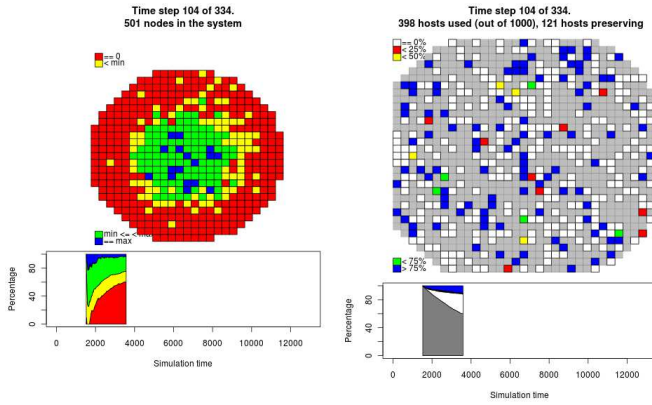 Time step 104 of 334.
501 nodes in the system
== 0
< min
min <= <
== max
Percentage
0
40
80
0
2000
4000
6000
8000
10000
12000
Simulation time
Time step 104 of 334.
398 hosts used (out of 1000), 121 hosts preserving
== 0%
< 25%
< 50%
< 75%
> 75%
Percentage
0
40
80
0
2000
4000
6000
8000
10000
12000
Simulation time